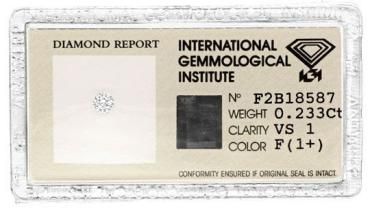 DIAMOND REPORT
INTERNATIONAL
GEMMOLOGICAL
INSTITUTE
Nº F2B18587
WEIGHT 0.233Ct
CLARITY VS 1
COLOR F(1+)
CONFORMITY ENSURED IF ORIGINAL SEAL IS INTACT.